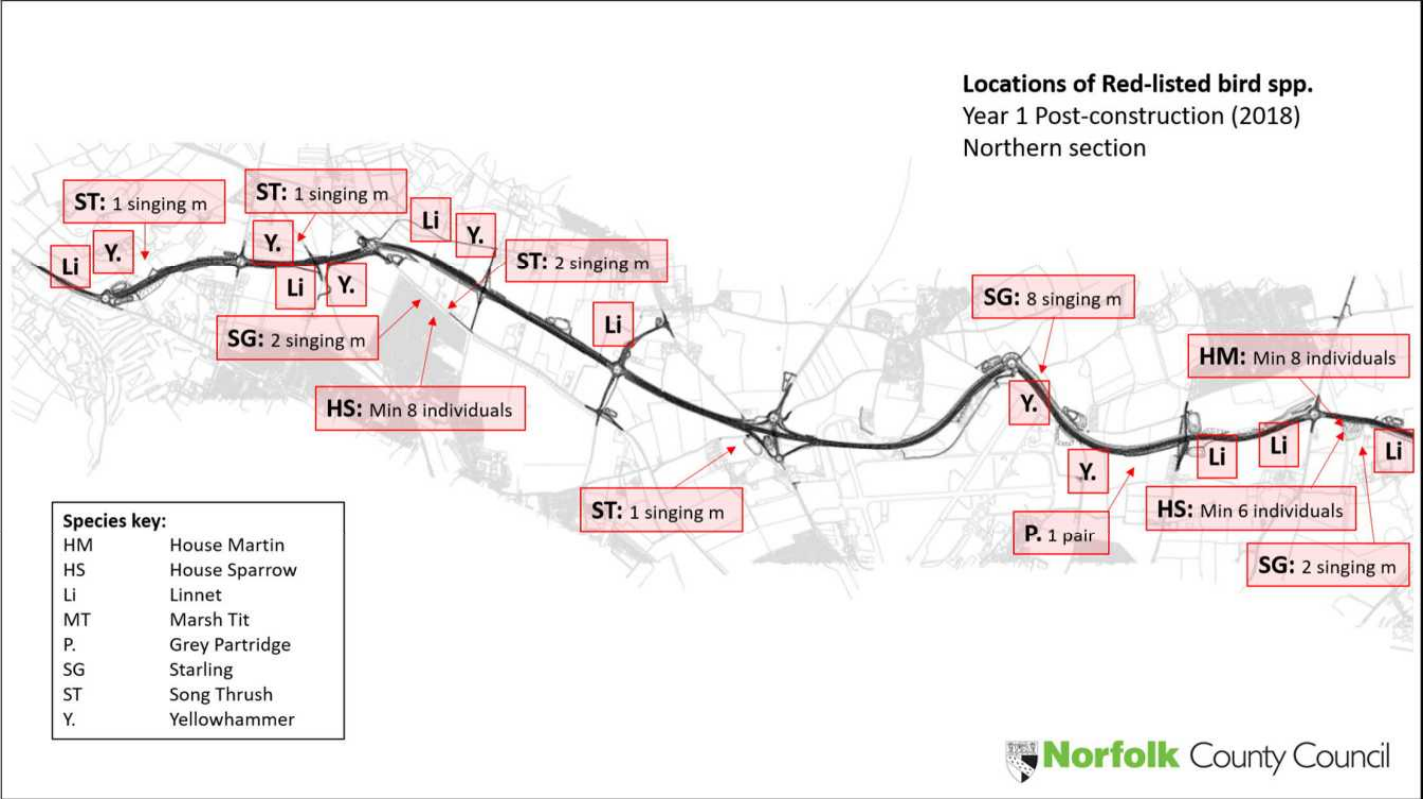 Locations of Red-listed bird spp.
Year 1 Post-construction (2018)
Northern section
ST: 1 singing m
ST: 1 singing m
Li
Y.
Y.
Li
Y.
Li
Y.
ST: 2 singing m
SG: 2 singing m
HS: Min 8 individuals
Li
SG: 8 singing m
HM: Min 8 individuals
Y.
Y.
Li
Li
Li
ST: 1 singing m
P. 1 pair
HS: Min 6 individuals
SG: 2 singing m
Species key:
HM House Martin
HS House Sparrow
Li Linnet
MT Marsh Tit
P. Grey Partridge
SG Starling
ST Song Thrush
Y. Yellowhammer
Norfolk County Council